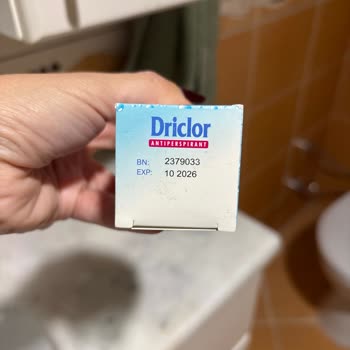 Driclor
ANTIPERSPIRANT
BN: 2379033
EXP: 10 2026